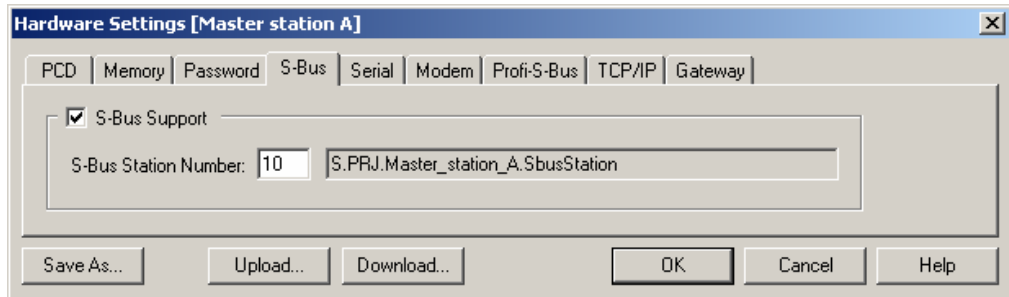 Hardware Settings [Master station A]
PCD Memory Password S-Bus Serial Modem Profi-S-Bus TCP/IP Gateway
S-Bus Support
S-Bus Station Number: 10 S.PRJ.Master_station_A.SbusStation
Save As... Upload... Download... OK Cancel Help